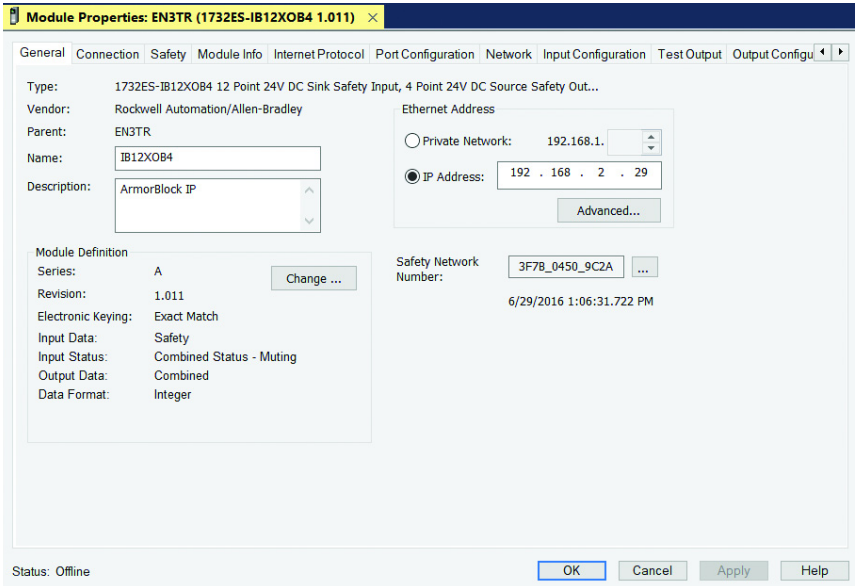 Module Properties: EN3TR (1732ES-IB12XOB4 1.011) ×
General Connection Safety Module Info Internet Protocol Port Configuration Network Input Configuration Test Output Output Configu
Type: 1732ES-IB12XOB4 12 Point 24V DC Sink Safety Input, 4 Point 24V DC Source Safety Out...
Vendor: Rockwell Automation/Allen-Bradley
Parent: EN3TR
Name: IB12XOB4
Description: ArmorBlock IP
Ethernet Address
Private Network: 192.168.1.
IP Address: 192 . 168 . 2 . 29
Advanced...
Module Definition
Series: A
Change ...
Revision: 1.011
Electronic Keying: Exact Match
Input Data: Safety
Input Status: Combined Status - Muting
Output Data: Combined
Data Format: Integer
Safety Network
Number:
3F7B_0450_9C2A
...
6/29/2016 1:06:31.722 PM
Status: Offline
OK Cancel Apply Help